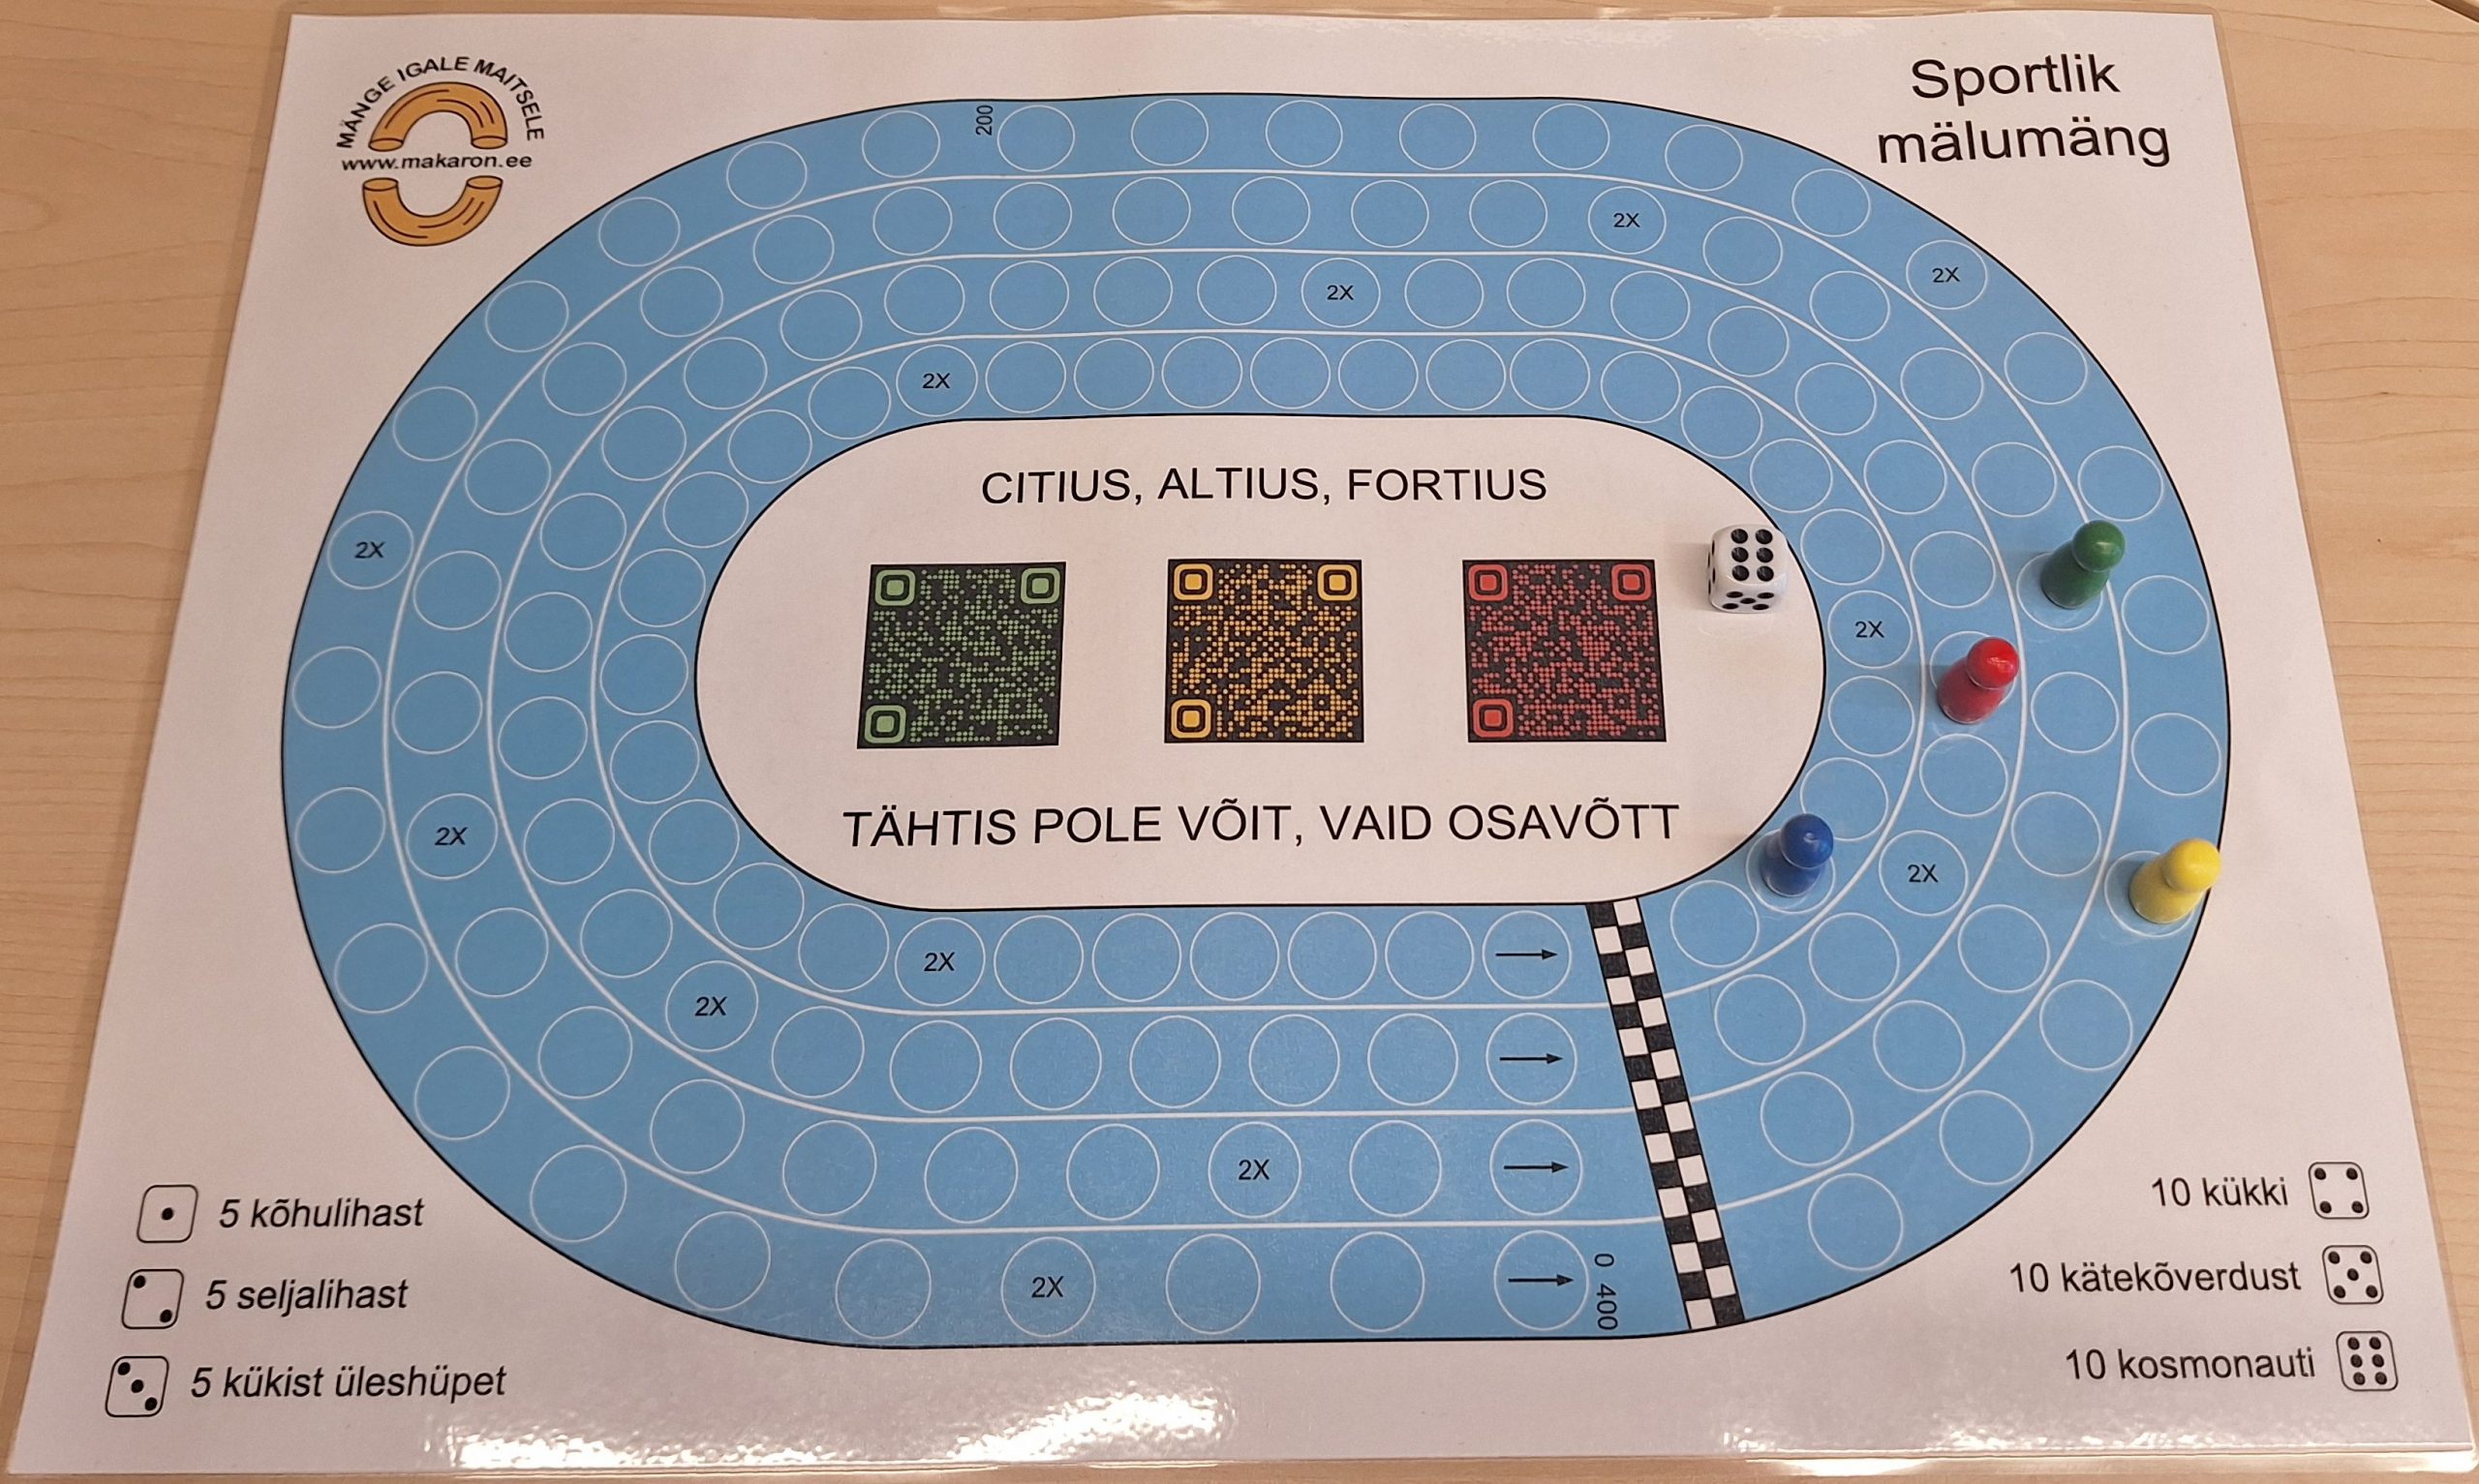 MÄNGE IGALE MAITSELE
www.makaron.ee
Sportlik
mälumäng
200
2X
2X
2X
2X
CITIUS, ALTIUS, FORTIUS
2X
2X
TÄHTIS POLE VÕIT, VAID OSAVÕTT
2X
2X
2X
2X
2X
2X
0 400
5 kõhulihast
5 seljalihast
5 kükist üleshüpet
10 kükki
10 kätekõverdust
10 kosmonauti